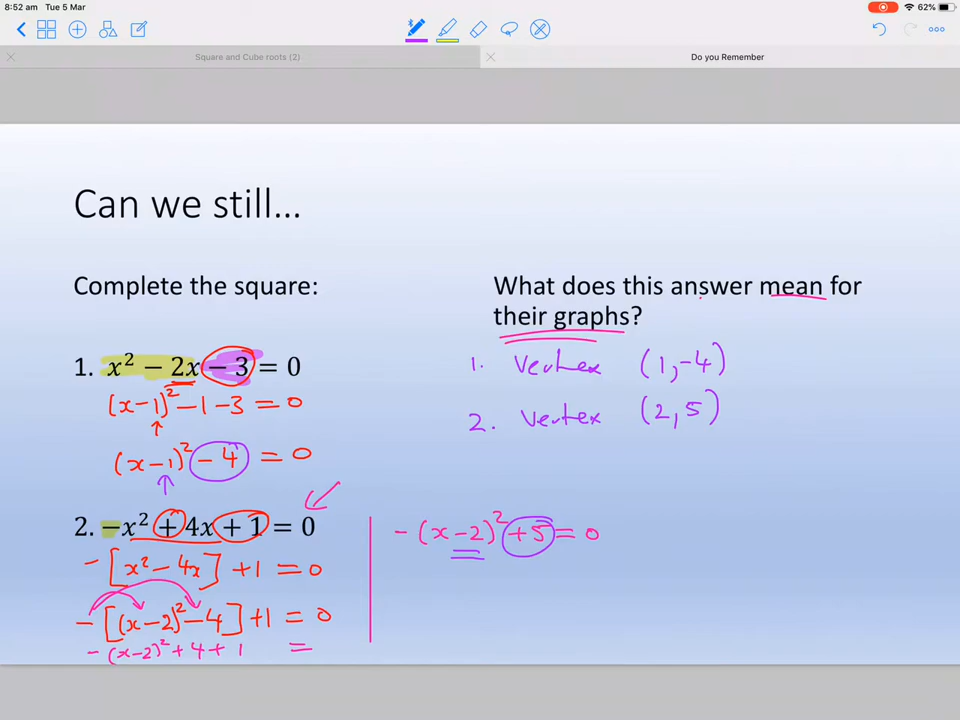 8:52 am Tue 5 Mar
62%
Square and Cube roots (2)
Do you Remember
Can we still...
Complete the square:
1. x² − 2x − 3 = 0
(x−1)² −1 −3 = 0
(x−1)² −4 = 0
2. −x² + 4x + 1 = 0
−[x² − 4x] +1 = 0
−[(x−2)² −4] +1 = 0
−(x−2)² + 4 + 1 =
−(x−2)² +5 = 0
What does this answer mean for
their graphs?
1. Vertex (1,−4)
2. Vertex (2,5)